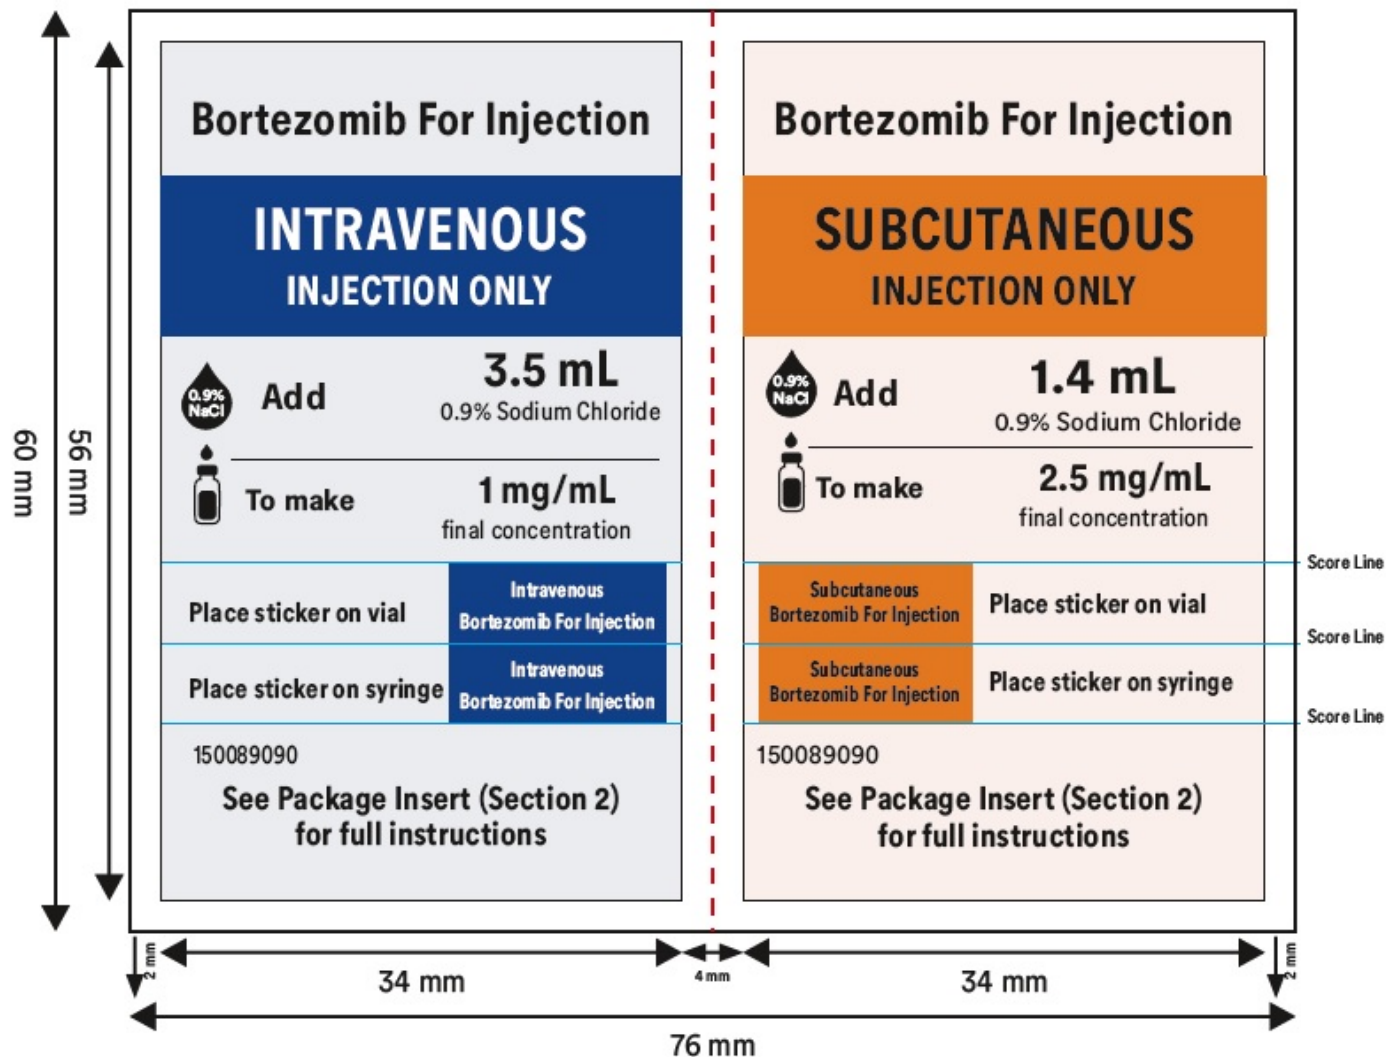 Bortezomib For Injection
INTRAVENOUS
INJECTION ONLY
0.9%
NaCl
Add
3.5 mL
0.9% Sodium Chloride
To make
1 mg/mL
final concentration
Place sticker on vial
Intravenous
Bortezomib For Injection
Place sticker on syringe
Intravenous
Bortezomib For Injection
150089090
See Package Insert (Section 2)
for full instructions
Bortezomib For Injection
SUBCUTANEOUS
INJECTION ONLY
0.9%
NaCl
Add
1.4 mL
0.9% Sodium Chloride
To make
2.5 mg/mL
final concentration
Subcutaneous
Bortezomib For Injection
Place sticker on vial
Subcutaneous
Bortezomib For Injection
Place sticker on syringe
150089090
See Package Insert (Section 2)
for full instructions
Score Line
Score Line
Score Line
60 mm
56 mm
2 mm
34 mm
4 mm
34 mm
2 mm
76 mm